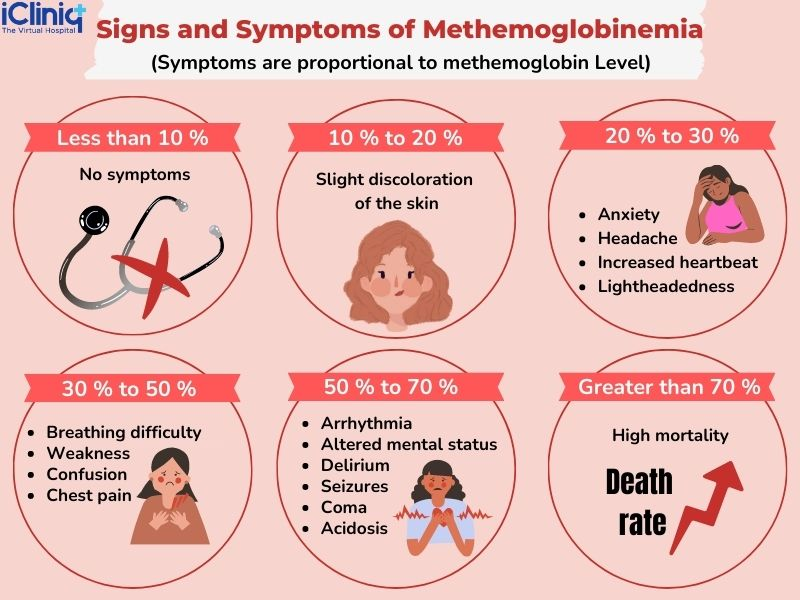 iCliniq
The Virtual Hospital
Signs and Symptoms of Methemoglobinemia
(Symptoms are proportional to methemoglobin Level)
Less than 10 %
No symptoms
10 % to 20 %
Slight discoloration
of the skin
20 % to 30 %
• Anxiety
• Headache
• Increased heartbeat
• Lightheadedness
30 % to 50 %
• Breathing difficulty
• Weakness
• Confusion
• Chest pain
50 % to 70 %
• Arrhythmia
• Altered mental status
• Delirium
• Seizures
• Coma
• Acidosis
Greater than 70 %
High mortality
Death
rate